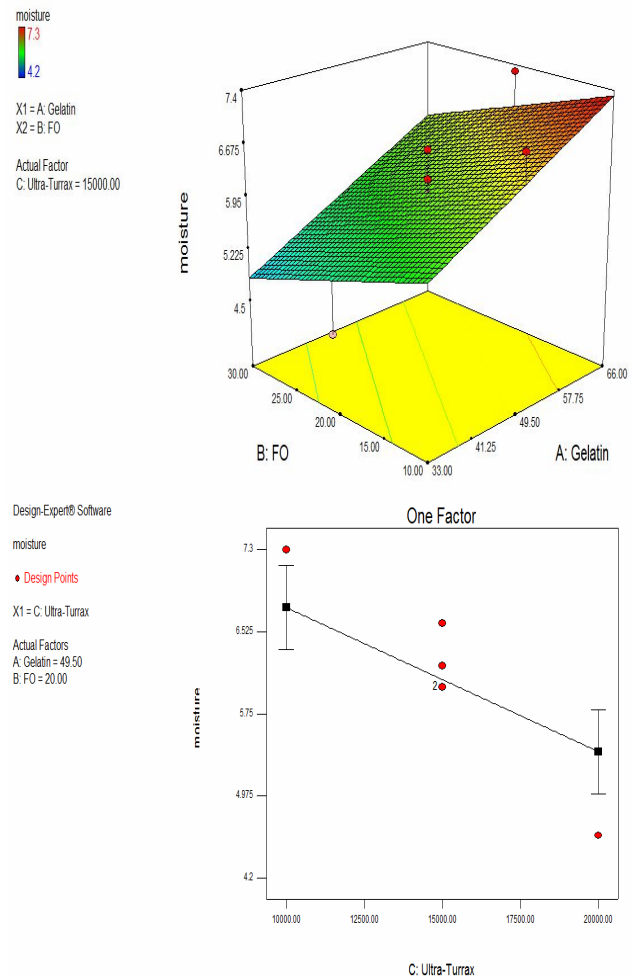 moisture
7.3
4.2
X1 = A: Gelatin
X2 = B: FO
Actual Factor
C: Ultra-Turrax = 15000.00
7.4
6.675
5.95
5.225
4.5
moisture
30.00
25.00
20.00
15.00
10.00
33.00
41.25
49.50
57.75
66.00
B: FO
A: Gelatin
Design-Expert® Software
moisture
Design Points
X1 = C: Ultra-Turrax
Actual Factors
A: Gelatin = 49.50
B: FO = 20.00
One Factor
7.3
6.525
5.75
4.975
4.2
moisture
2
10000.00
12500.00
15000.00
17500.00
20000.00
C: Ultra-Turrax